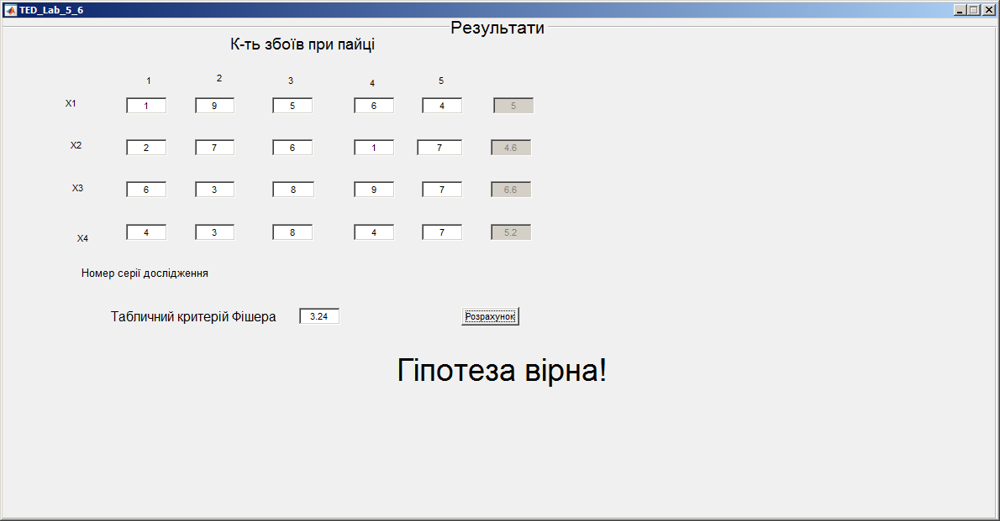 TED_Lab_5_6
Результати
К-ть збоїв при пайці
1 2 3 4 5
X1 1 9 5 6 4 5
X2 2 7 6 1 7 4.6
X3 6 3 8 9 7 6.6
X4 4 3 8 4 7 5.2
Номер серії дослідження
Табличний критерій Фішера 3.24 Розрахунок
Гіпотеза вірна!